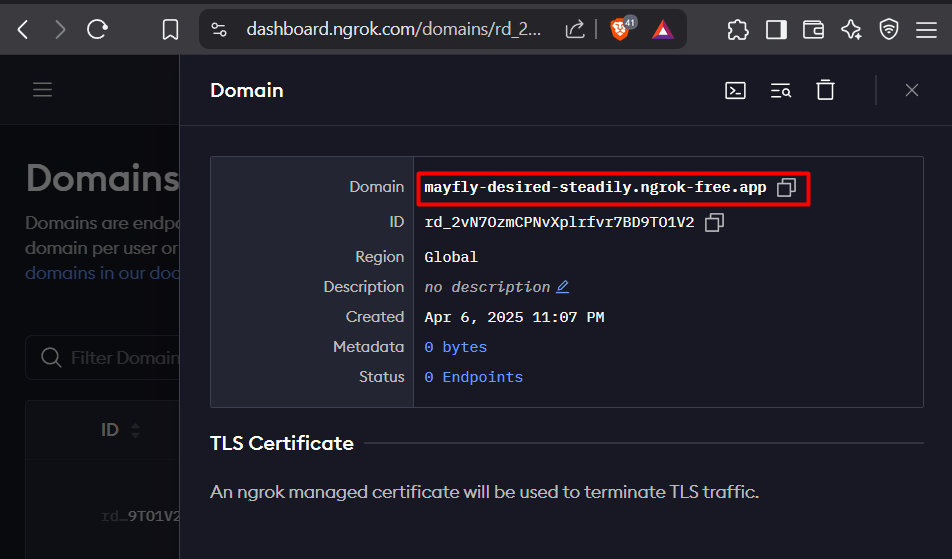 dashboard.ngrok.com/domains/rd_2...
41
Domain
Domains
Domains are endpo
domain per user or
domains in our doc
Filter Domain
ID
rd_…9TO1V2
Domain mayfly-desired-steadily.ngrok-free.app
ID rd_2vN7OzmCPNvXplrfvr7BD9TO1V2
Region Global
Description no description
Created Apr 6, 2025 11:07 PM
Metadata 0 bytes
Status 0 Endpoints
TLS Certificate
An ngrok managed certificate will be used to terminate TLS traffic.